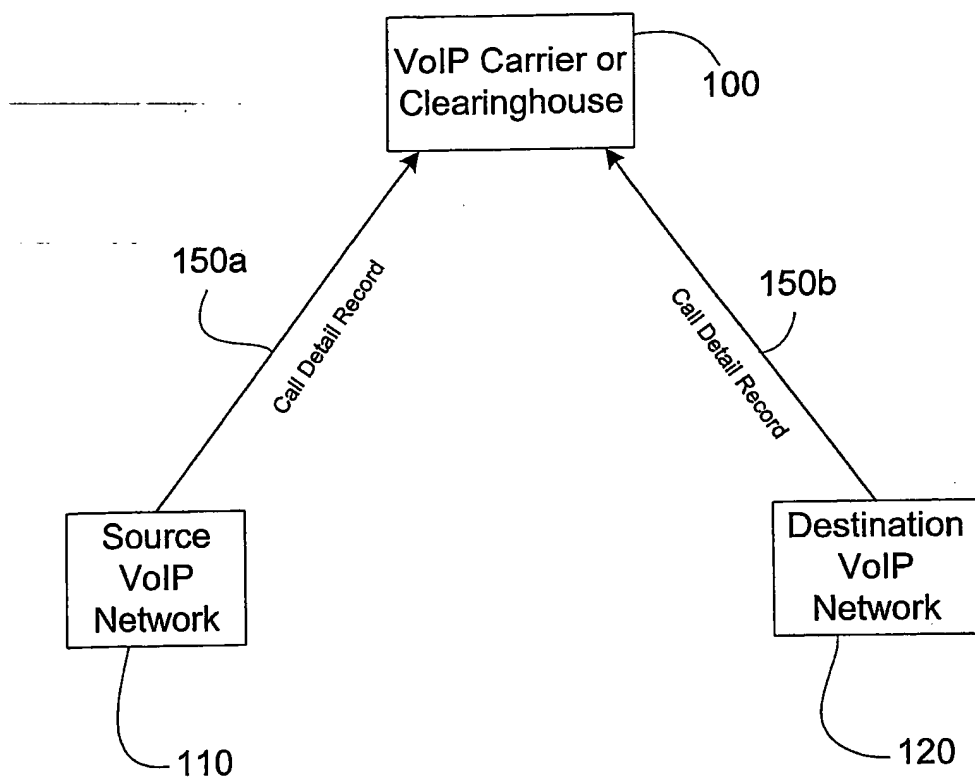 VoIP Carrier or
Clearinghouse
100
150a
Call Detail Record
150b
Call Detail Record
Source
VoIP
Network
Destination
VoIP
Network
110
120